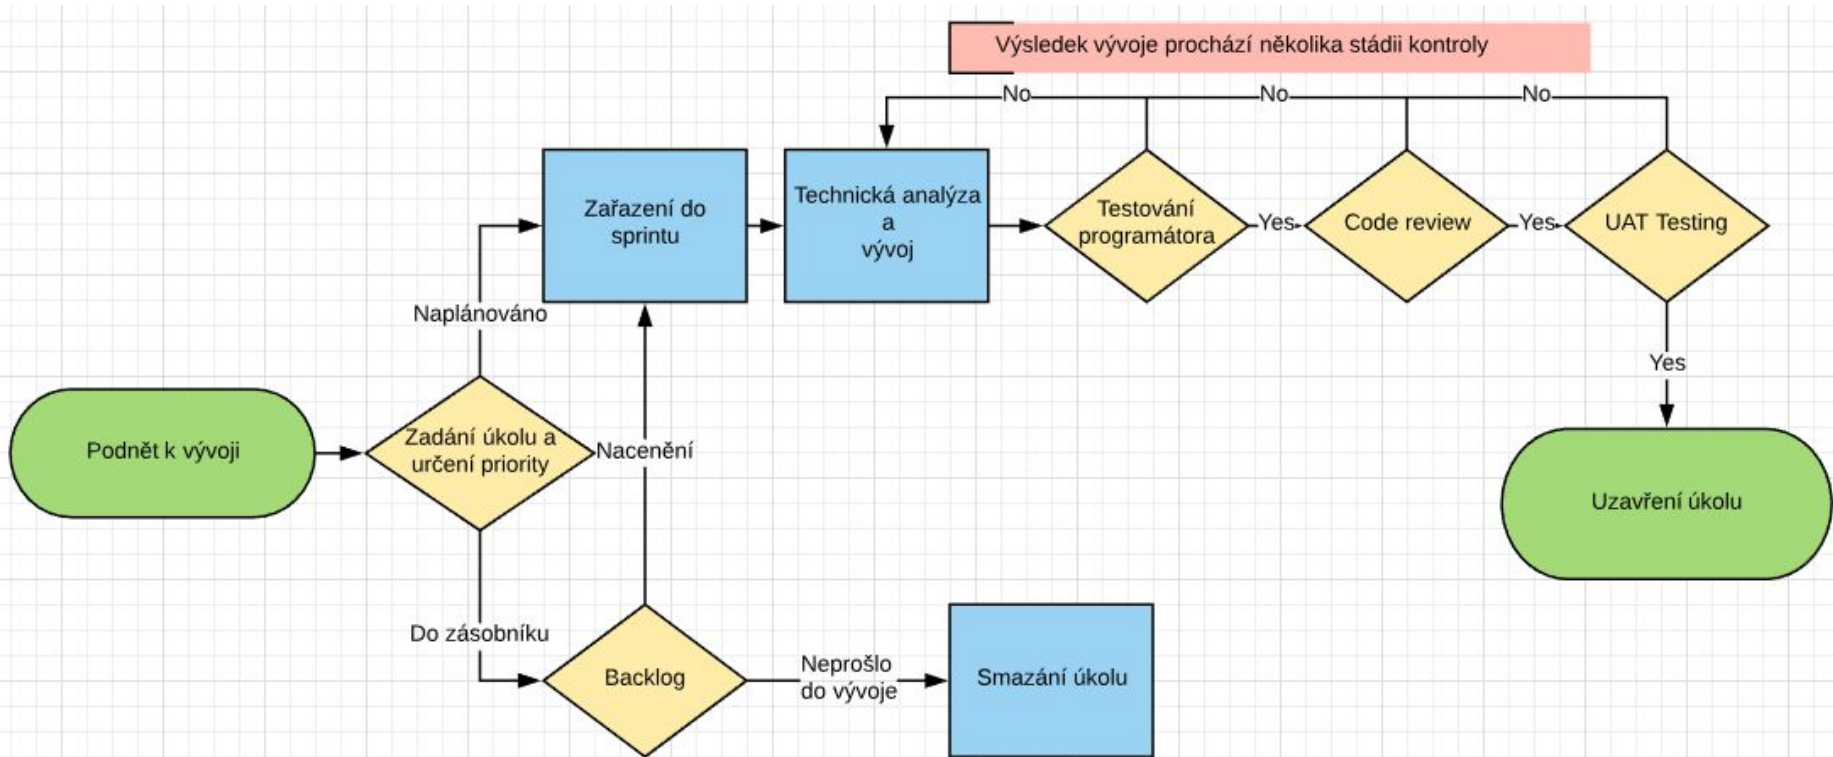 Výsledek vývoje prochází několika stádii kontroly
No
No
No
Zařazení do
sprintu
Technická analýza
a
vývoj
Testování
programátora
Yes
Code review
Yes
UAT Testing
Naplánováno
Yes
Podnět k vývoji
Zadání úkolu a
určení priority
Nacenění
Uzavření úkolu
Do zásobníku
Backlog
Neprošlo
do vývoje
Smazání úkolu